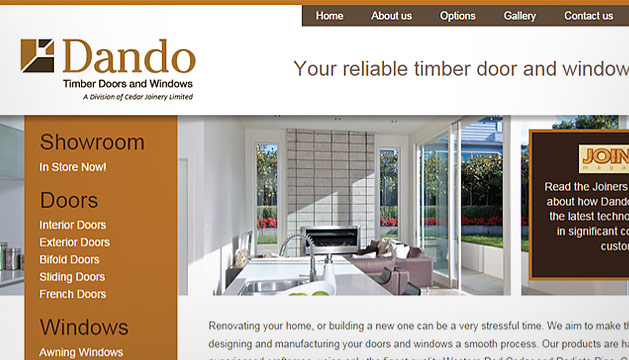 Home About us Options Gallery Contact us
Dando
Timber Doors and Windows
A Division of Cedar Joinery Limited
Your reliable timber door and window
Showroom
In Store Now!
Doors
Interior Doors
Exterior Doors
Bifold Doors
Sliding Doors
French Doors
Windows
Awning Windows
JOIN
Read the Joiners
about how Dando
the latest techno
in significant co
custo
Renovating your home, or building a new one can be a very stressful time. We aim to make th
designing and manufacturing your doors and windows a smooth process. Our products are ha